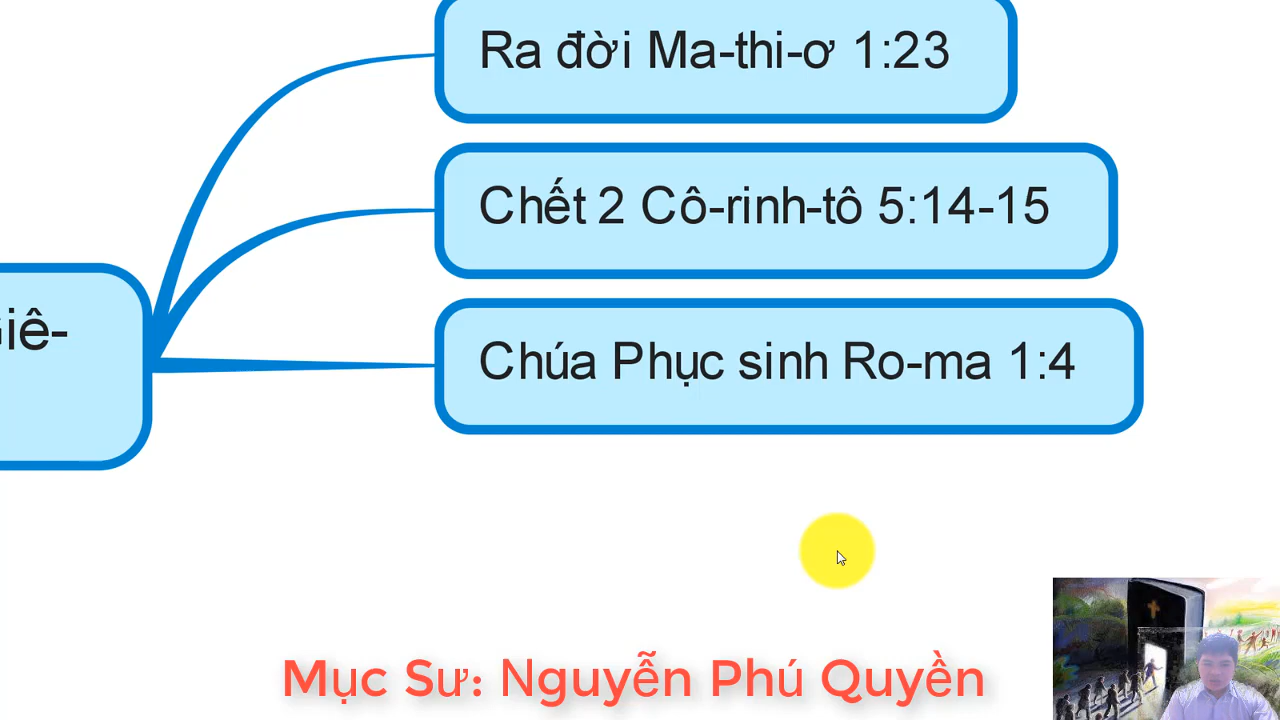 Ra đời Ma-thi-ơ 1:23
Chết 2 Cô-rinh-tô 5:14-15
Chúa Phục sinh Ro-ma 1:4
Mục Sư: Nguyễn Phú Quyền